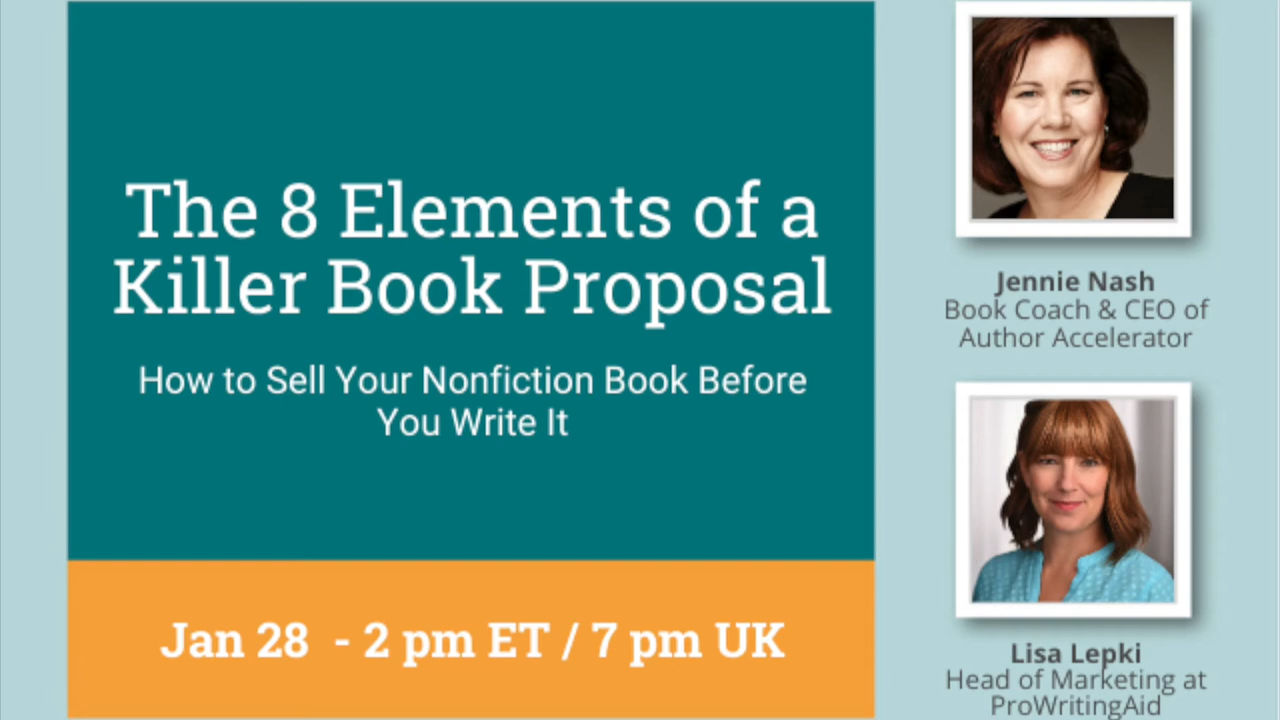 The 8 Elements of a
Killer Book Proposal
How to Sell Your Nonfiction Book Before
You Write It
Jan 28 - 2 pm ET / 7 pm UK
Jennie Nash
Book Coach & CEO of
Author Accelerator
Lisa Lepki
Head of Marketing at
ProWritingAid